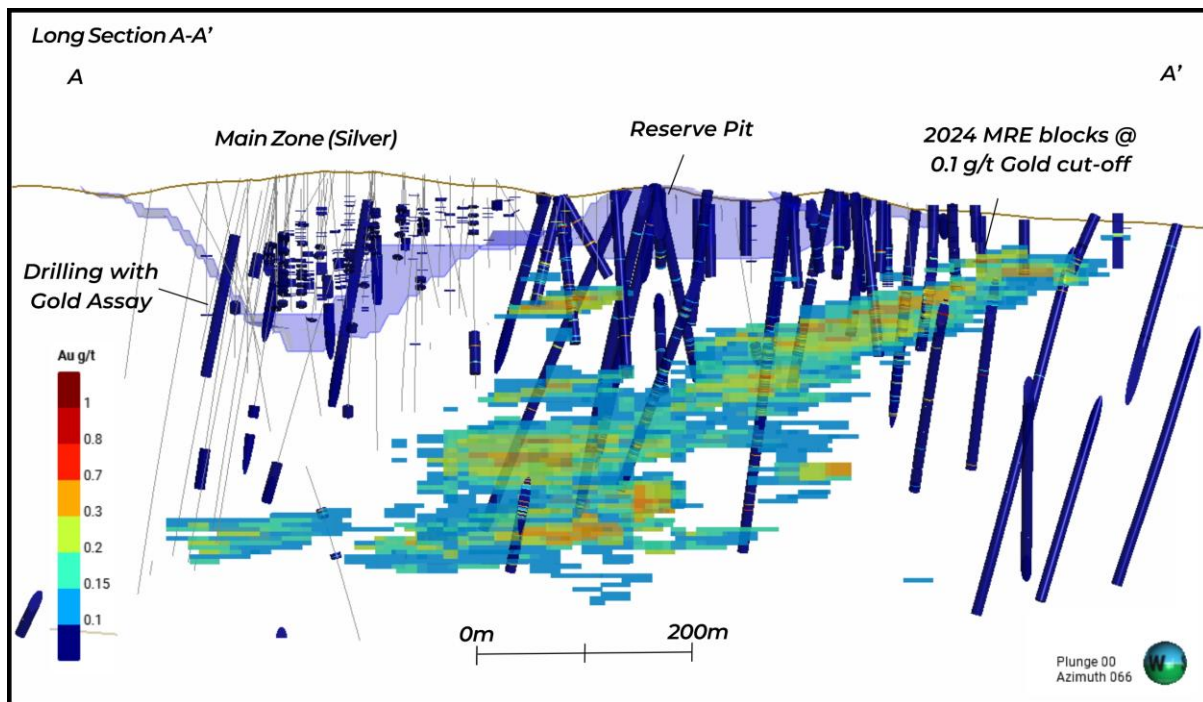 Long Section A-A’
A
A’
Main Zone (Silver)
Reserve Pit
2024 MRE blocks @
0.1 g/t Gold cut-off
Drilling with
Gold Assay
Au g/t
1
0.8
0.7
0.3
0.2
0.15
0.1
0m
200m
Plunge 00
Azimuth 066
W